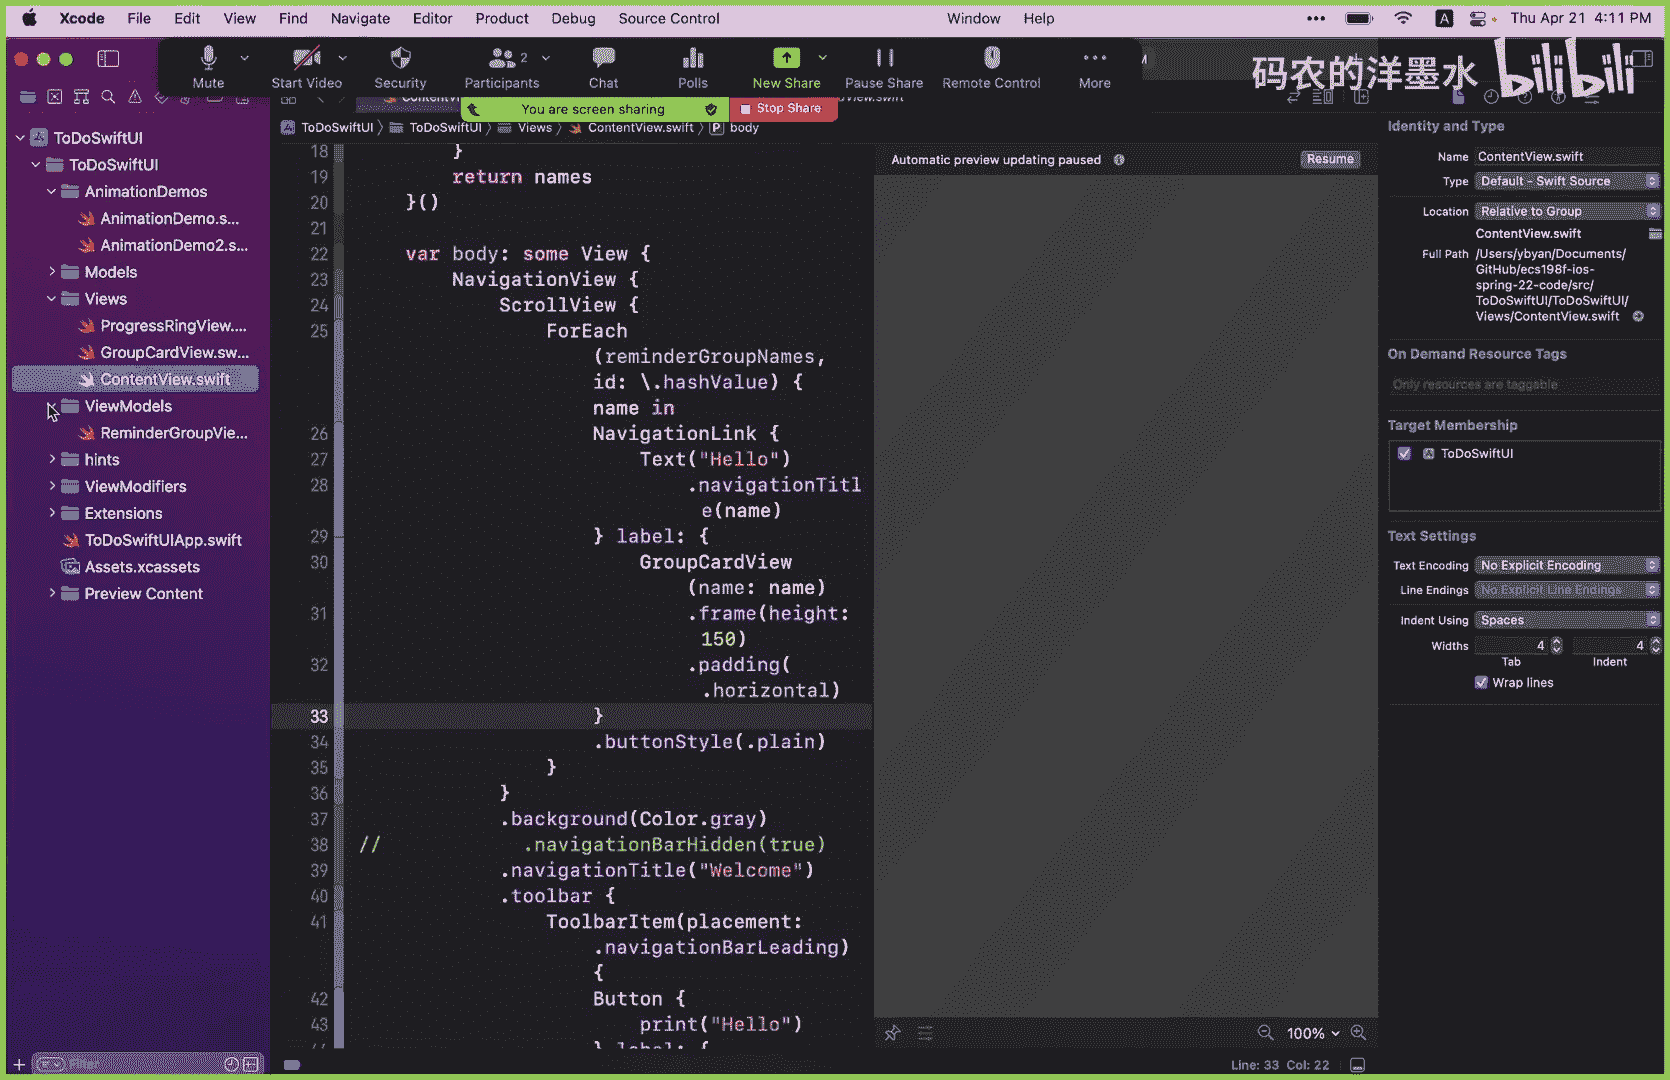 Xcode File Edit View Find Navigate Editor Product Debug Source Control Window Help A Thu Apr 21 4:11 PM
Mute Start Video Security Participants 2 Chat Polls New Share Pause Share Remote Control More
码农的洋墨水 bilibili
You are screen sharing Stop Share
ToDoSwiftUI
ToDoSwiftUI
AnimationDemos
AnimationDemo.s...
AnimationDemo2.s...
Models
Views
ProgressRingView....
GroupCardView.sw...
ContentView.swift
ViewModels
ReminderGroupVie...
hints
ViewModifiers
Extensions
ToDoSwiftUIApp.swift
Assets.xcassets
Preview Content
Filter
ToDoSwiftUI ToDoSwiftUI Views ContentView.swift P body
18 }
19 return names
20 }()
21
22 var body: some View {
23 NavigationView {
24 ScrollView {
25 ForEach
(reminderGroupNames,
id: \.hashValue) {
name in
26 NavigationLink {
27 Text("Hello")
28 .navigationTitl
e(name)
29 } label: {
30 GroupCardView
(name: name)
31 .frame(height:
150)
32 .padding(
.horizontal)
33 }
34 .buttonStyle(.plain)
35 }
36 }
37 .background(Color.gray)
38 // .navigationBarHidden(true)
39 .navigationTitle("Welcome")
40 .toolbar {
41 ToolbarItem(placement:
.navigationBarLeading)
{
42 Button {
43 print("Hello")
} label: {
Automatic preview updating paused Resume
100%
Line: 33 Col: 22
Identity and Type
Name ContentView.swift
Type Default - Swift Source
Location Relative to Group
ContentView.swift
Full Path /Users/ybyan/Documents/
GitHub/ecs198f-ios-
spring-22-code/src/
ToDoSwiftUI/ToDoSwiftUI/
Views/ContentView.swift
On Demand Resource Tags
Only resources are taggable
Target Membership
ToDoSwiftUI
Text Settings
Text Encoding No Explicit Encoding
Line Endings No Explicit Line Endings
Indent Using Spaces
Widths 4 4
Tab Indent
Wrap lines